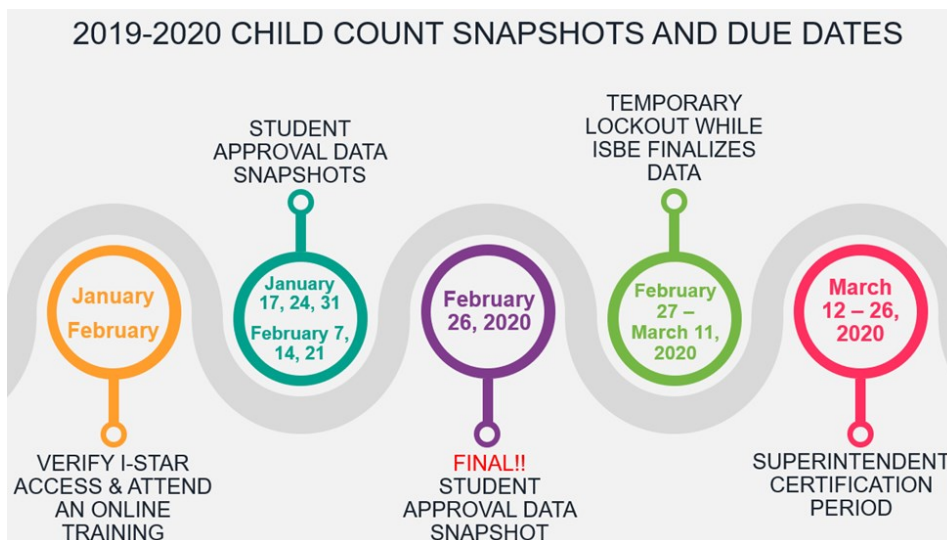 2019-2020 CHILD COUNT SNAPSHOTS AND DUE DATES
January
February
VERIFY I-STAR
ACCESS & ATTEND
AN ONLINE
TRAINING
STUDENT
APPROVAL DATA
SNAPSHOTS
January
17, 24, 31
February 7,
14, 21
February
26, 2020
FINAL!!
STUDENT
APPROVAL DATA
SNAPSHOT
TEMPORARY
LOCKOUT WHILE
ISBE FINALIZES
DATA
February
27 –
March 11,
2020
March
12 – 26,
2020
SUPERINTENDENT
CERTIFICATION
PERIOD